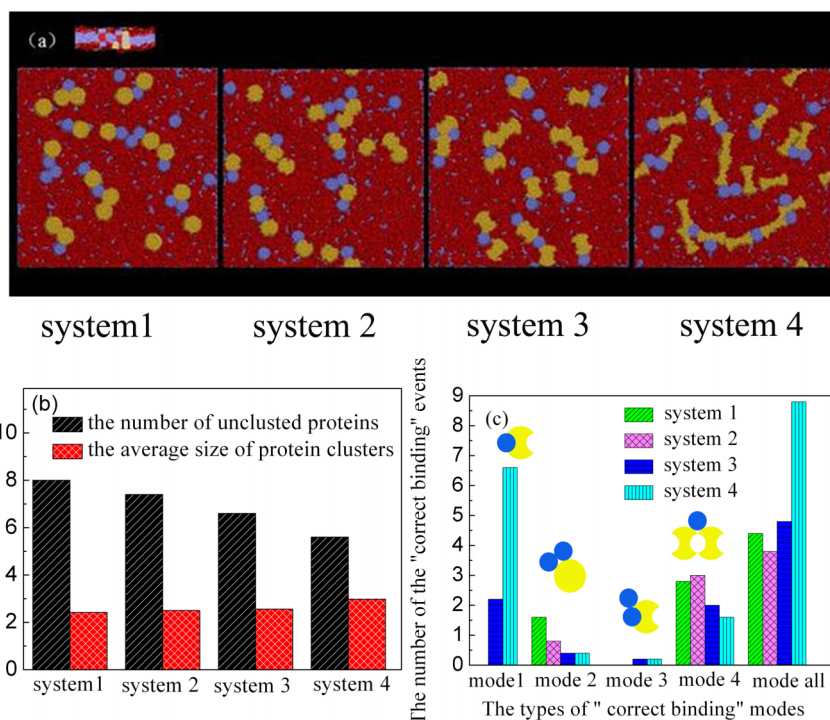 (a)
system1 system 2 system 3 system 4
(b)
the number of unclusted proteins
the average size of protein clusters
10
8
6
4
2
0
system1 system 2 system 3 system 4
The number of the "correct binding" events
(c)
system 1
system 2
system 3
system 4
9
8
7
6
5
4
3
2
1
0
mode1 mode 2 mode 3 mode 4 mode all
The types of " correct binding" modes